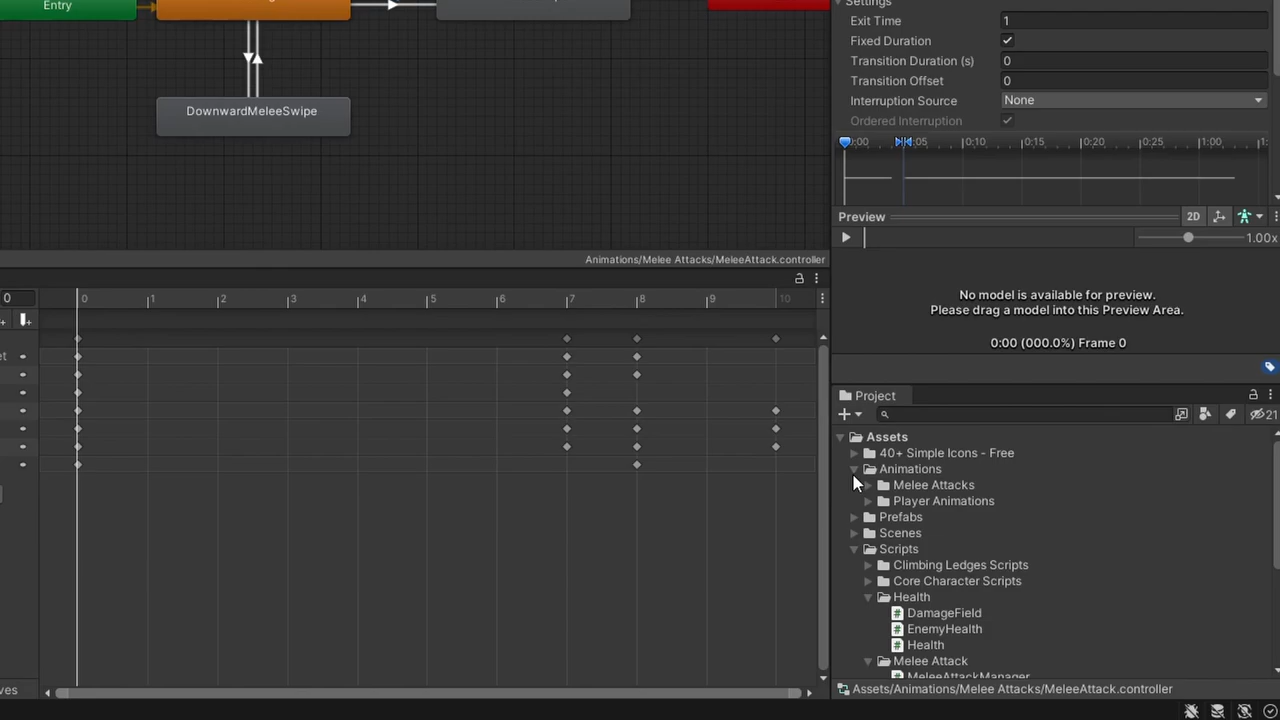 Entry
DownwardMeleeSwipe
Animations/Melee Attacks/MeleeAttack.controller
Settings
Exit Time 1
Fixed Duration
Transition Duration (s) 0
Transition Offset 0
Interruption Source None
Ordered Interruption
0:00 0:05 0:10 0:15 0:20 0:25 1:00 1:
Preview 2D
1.00x
No model is available for preview.
Please drag a model into this Preview Area.
0:00 (000.0%) Frame 0
0 0 1 2 3 4 5 6 7 8 9 10
et
ves
Project
21
Assets
40+ Simple Icons - Free
Animations
Melee Attacks
Player Animations
Prefabs
Scenes
Scripts
Climbing Ledges Scripts
Core Character Scripts
Health
DamageField
EnemyHealth
Health
Melee Attack
MeleeAttackManager
Assets/Animations/Melee Attacks/MeleeAttack.controller